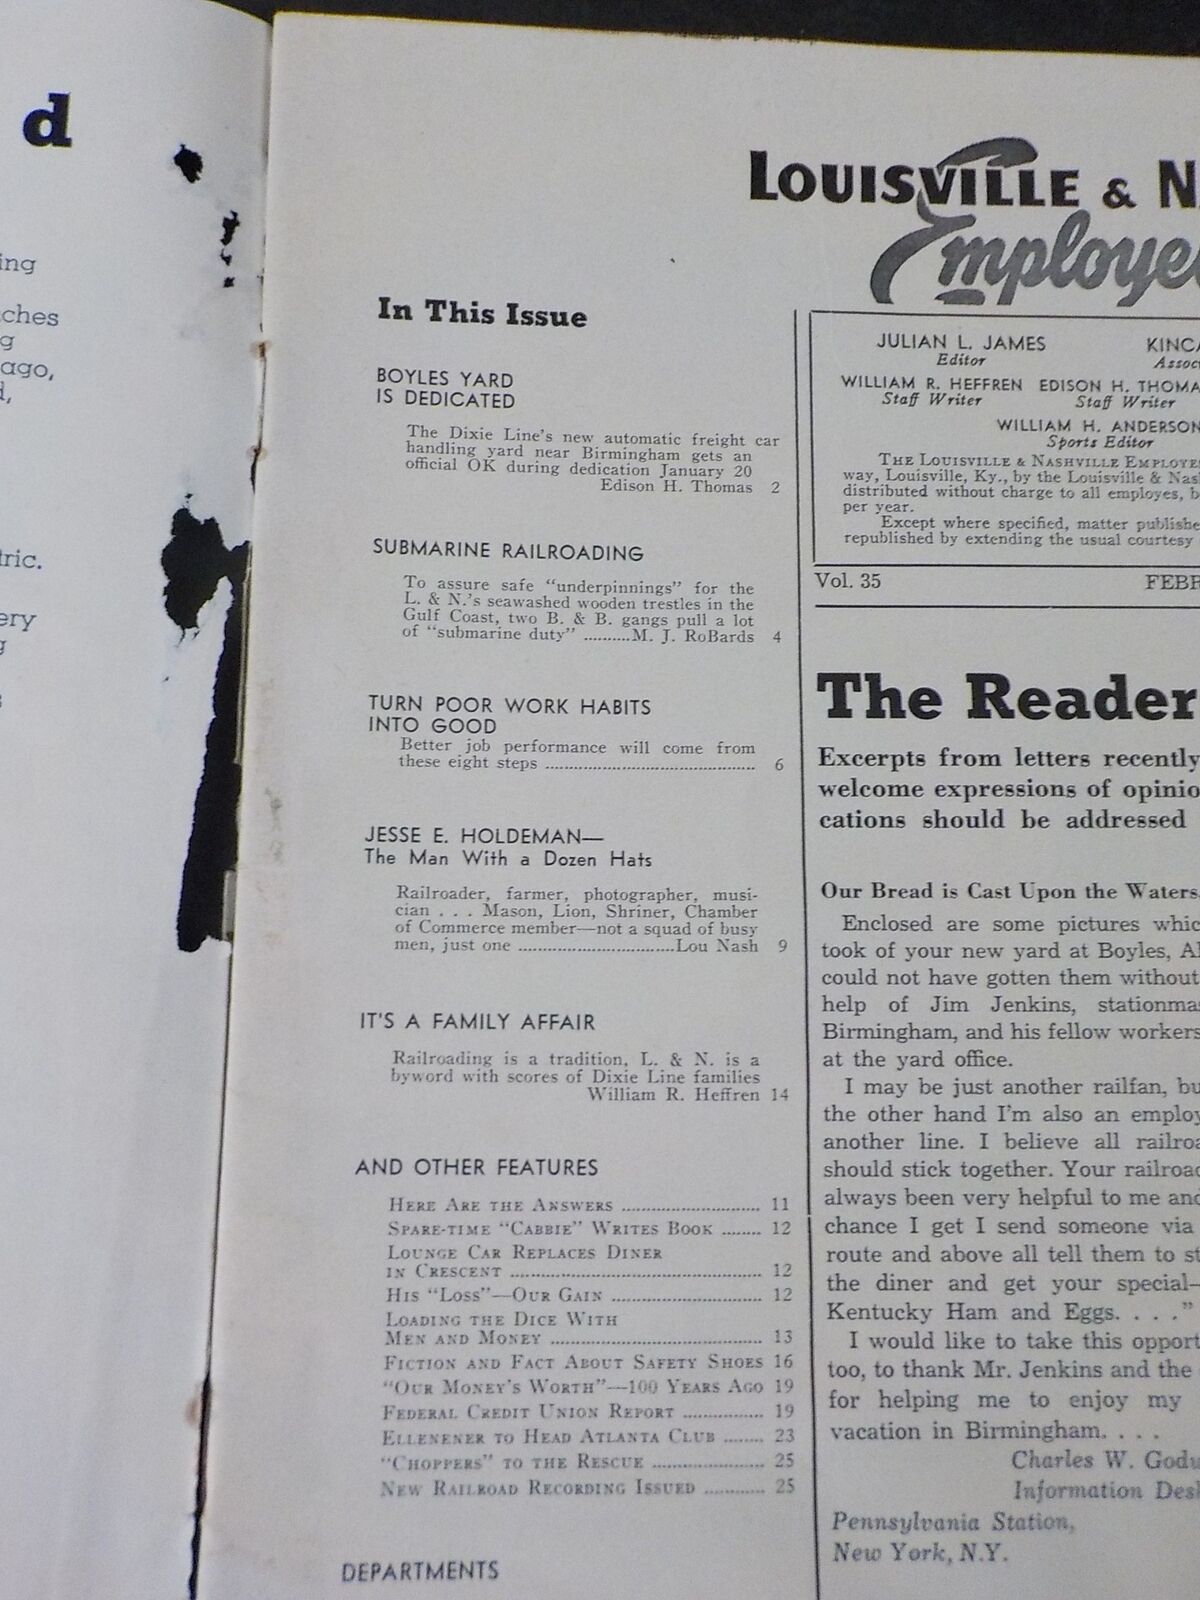 d
ing
ches
g
ago,
d,
tric.
ery
g
In This Issue
BOYLES YARD
IS DEDICATED
The Dixie Line's new automatic freight car
handling yard near Birmingham gets an
official OK during dedication January 20
Edison H. Thomas 2
SUBMARINE RAILROADING
To assure safe "underpinnings" for the
L. & N.'s seawashed wooden trestles in the
Gulf Coast, two B. & B. gangs pull a lot
of "submarine duty" ..........M. J. RoBards 4
TURN POOR WORK HABITS
INTO GOOD
Better job performance will come from
these eight steps .......................................... 6
JESSE E. HOLDEMAN—
The Man With a Dozen Hats
Railroader, farmer, photographer, musi-
cian . . . Mason, Lion, Shriner, Chamber
of Commerce member—not a squad of busy
men, just one ...............................Lou Nash 9
IT'S A FAMILY AFFAIR
Railroading is a tradition, L. & N. is a
byword with scores of Dixie Line families
William R. Heffren 14
AND OTHER FEATURES
HERE ARE THE ANSWERS ............................ 11
SPARE-TIME "CABBIE" WRITES BOOK ........ 12
LOUNGE CAR REPLACES DINER
IN CRESCENT .................................................. 12
HIS "LOSS"—OUR GAIN .............................. 12
LOADING THE DICE WITH
MEN AND MONEY .......................................... 13
FICTION AND FACT ABOUT SAFETY SHOES 16
"OUR MONEY'S WORTH"—100 YEARS AGO 19
FEDERAL CREDIT UNION REPORT ................ 19
ELLENENER TO HEAD ATLANTA CLUB ........ 23
"CHOPPERS" TO THE RESCUE ...................... 25
NEW RAILROAD RECORDING ISSUED ............ 25
DEPARTMENTS
LOUISVILLE & N
Employe
JULIAN L. JAMES KINCA
Editor Assoc
WILLIAM R. HEFFREN EDISON H. THOMA
Staff Writer Staff Writer
WILLIAM H. ANDERSON
Sports Editor
THE LOUISVILLE & NASHVILLE EMPLOYES
way, Louisville, Ky., by the Louisville & Nas
distributed without charge to all employes, b
per year.
Except where specified, matter publishe
republished by extending the usual courtesy
Vol. 35 FEBR
The Reader
Excerpts from letters recently
welcome expressions of opinio
cations should be addressed
Our Bread is Cast Upon the Waters.
Enclosed are some pictures whic
took of your new yard at Boyles, Al
could not have gotten them without
help of Jim Jenkins, stationmas
Birmingham, and his fellow workers
at the yard office.
I may be just another railfan, bu
the other hand I'm also an employ
another line. I believe all railroa
should stick together. Your railroad
always been very helpful to me and
chance I get I send someone via
route and above all tell them to st
the diner and get your special—
Kentucky Ham and Eggs. . . ."
I would like to take this opport
too, to thank Mr. Jenkins and the
for helping me to enjoy my
vacation in Birmingham. . . .
Charles W. Godu
Information Desk
Pennsylvania Station,
New York, N.Y.